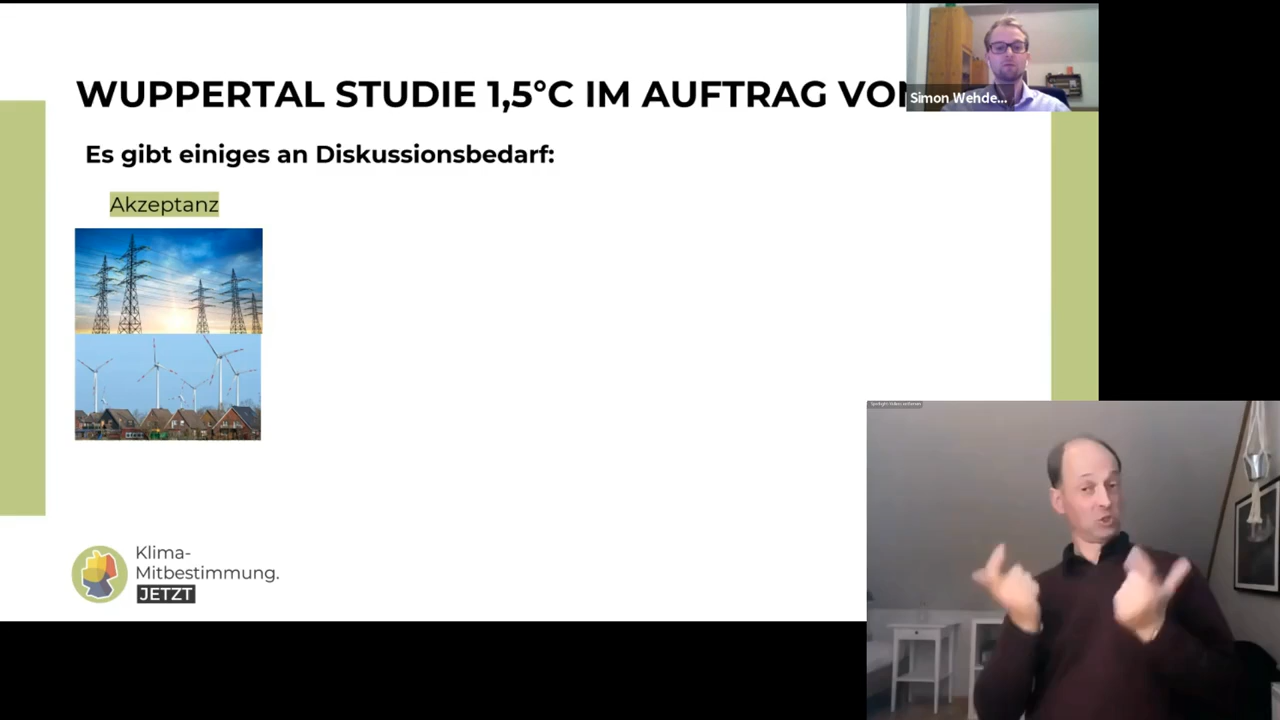 WUPPERTAL STUDIE 1,5°C IM AUFTRAG VON
Simon Wehde...
Es gibt einiges an Diskussionsbedarf:
Akzeptanz
Klima-
Mitbestimmung.
JETZT